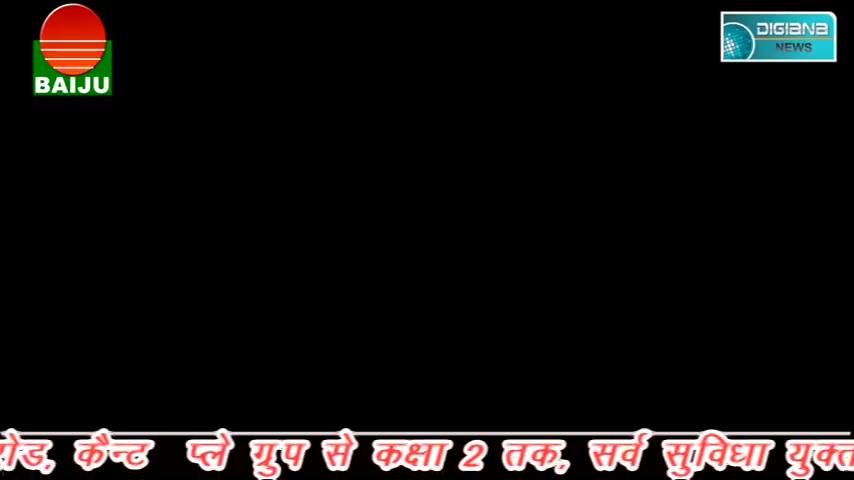 BAIJU
DIGIANA
NEWS
रोड, कैन्ट प्ले ग्रुप से कक्षा 2 तक, सर्व सुविधा युक्त